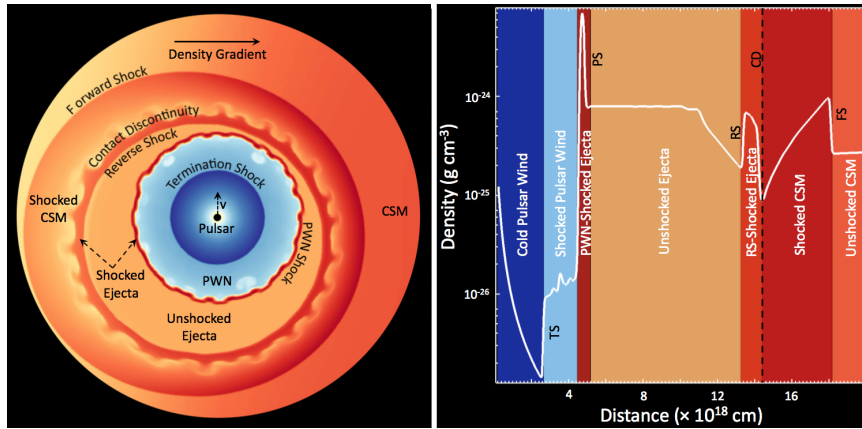 Density Gradient
Forward Shock
Contact Discontinuity
Reverse Shock
Termination Shock
v
Pulsar
Shocked
CSM
CSM
PWN Shock
Shocked
Ejecta
PWN
Unshocked
Ejecta
Density (g cm⁻³)
10⁻²⁴
10⁻²⁵
10⁻²⁶
Cold Pulsar Wind
TS
Shocked Pulsar Wind
PWN-Shocked Ejecta
PS
Unshocked Ejecta
RS
RS-Shocked Ejecta
CD
Shocked CSM
FS
Unshocked CSM
4 8 12 16
Distance (× 10¹⁸ cm)